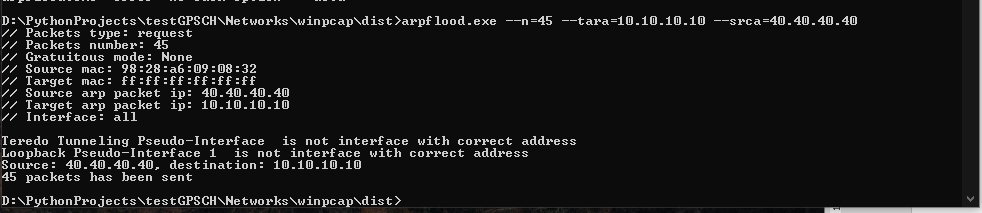 D:\PythonProjects\testGPSCH\Networks\winpcap\dist>arpflood.exe --n=45 --tara=10.10.10.10 --srca=40.40.40.40
// Packets type: request
// Packets number: 45
// Gratuitous mode: None
// Source mac: 98:28:a6:09:08:32
// Target mac: ff:ff:ff:ff:ff:ff
// Source arp packet ip: 40.40.40.40
// Target arp packet ip: 10.10.10.10
// Interface: all
Teredo Tunneling Pseudo-Interface  is not interface with correct address
Loopback Pseudo-Interface 1  is not interface with correct address
Source: 40.40.40.40, destination: 10.10.10.10
45 packets has been sent
D:\PythonProjects\testGPSCH\Networks\winpcap\dist>